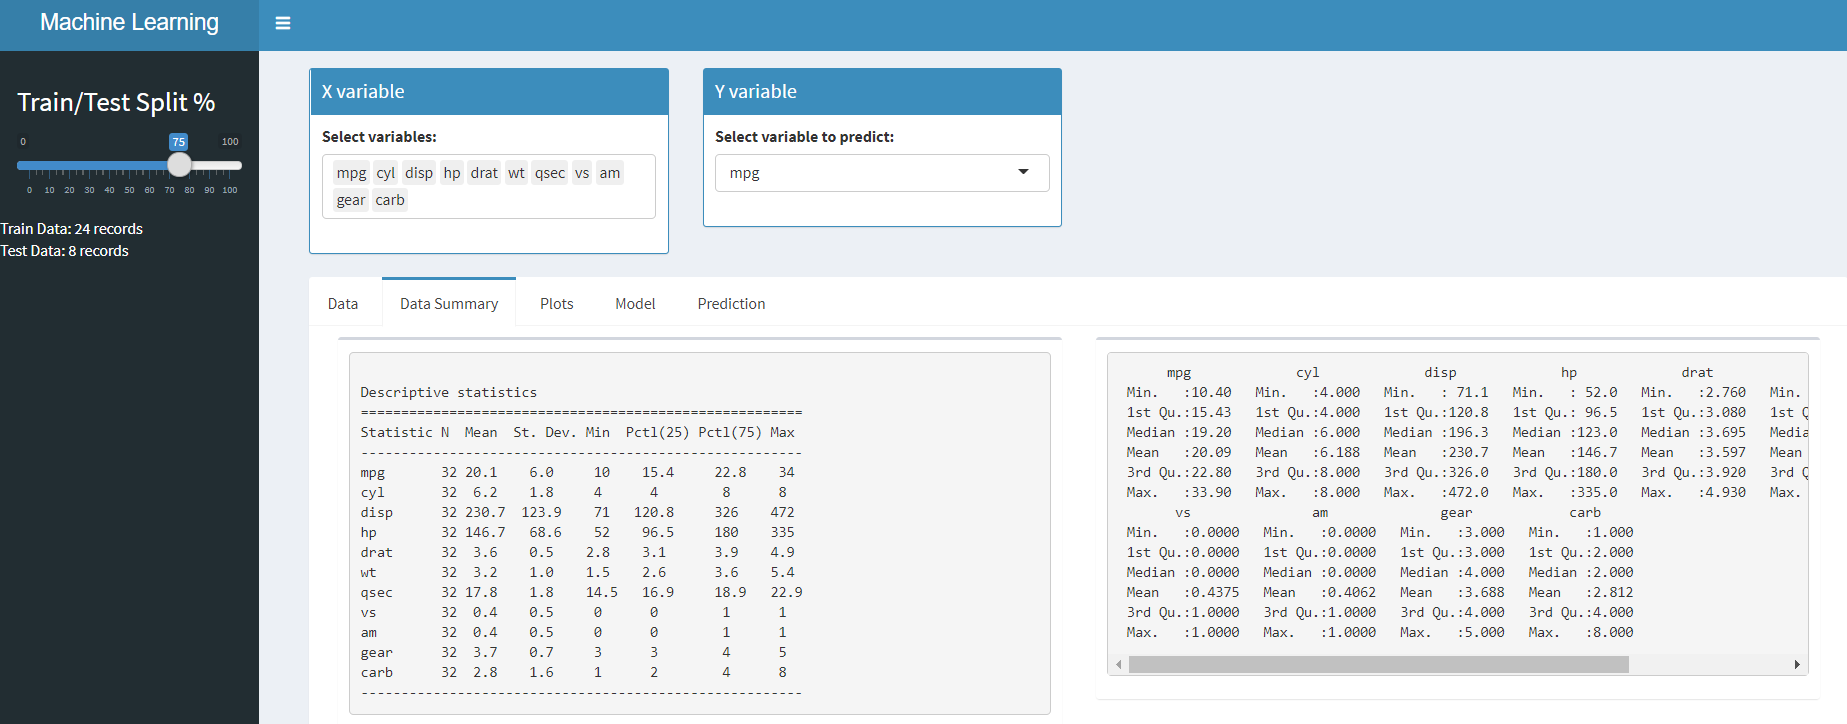 Machine Learning
Train/Test Split %
0 75 100
0 10 20 30 40 50 60 70 80 90 100
Train Data: 24 records
Test Data: 8 records
X variable
Select variables:
mpg cyl disp hp drat wt qsec vs am
gear carb
Y variable
Select variable to predict:
mpg
Data Data Summary Plots Model Prediction
Descriptive statistics
=======================================================
Statistic N Mean St. Dev. Min Pctl(25) Pctl(75) Max
-------------------------------------------------------
mpg 32 20.1 6.0 10 15.4 22.8 34
cyl 32 6.2 1.8 4 4 8 8
disp 32 230.7 123.9 71 120.8 326 472
hp 32 146.7 68.6 52 96.5 180 335
drat 32 3.6 0.5 2.8 3.1 3.9 4.9
wt 32 3.2 1.0 1.5 2.6 3.6 5.4
qsec 32 17.8 1.8 14.5 16.9 18.9 22.9
vs 32 0.4 0.5 0 0 1 1
am 32 0.4 0.5 0 0 1 1
gear 32 3.7 0.7 3 3 4 5
carb 32 2.8 1.6 1 2 4 8
-------------------------------------------------------
mpg cyl disp hp drat
Min. :10.40 Min. :4.000 Min. : 71.1 Min. : 52.0 Min. :2.760 Min.
1st Qu.:15.43 1st Qu.:4.000 1st Qu.:120.8 1st Qu.: 96.5 1st Qu.:3.080 1st Q
Median :19.20 Median :6.000 Median :196.3 Median :123.0 Median :3.695 Media
Mean :20.09 Mean :6.188 Mean :230.7 Mean :146.7 Mean :3.597 Mean
3rd Qu.:22.80 3rd Qu.:8.000 3rd Qu.:326.0 3rd Qu.:180.0 3rd Qu.:3.920 3rd Q
Max. :33.90 Max. :8.000 Max. :472.0 Max. :335.0 Max. :4.930 Max.
vs am gear carb
Min. :0.0000 Min. :0.0000 Min. :3.000 Min. :1.000
1st Qu.:0.0000 1st Qu.:0.0000 1st Qu.:3.000 1st Qu.:2.000
Median :0.0000 Median :0.0000 Median :4.000 Median :2.000
Mean :0.4375 Mean :0.4062 Mean :3.688 Mean :2.812
3rd Qu.:1.0000 3rd Qu.:1.0000 3rd Qu.:4.000 3rd Qu.:4.000
Max. :1.0000 Max. :1.0000 Max. :5.000 Max. :8.000